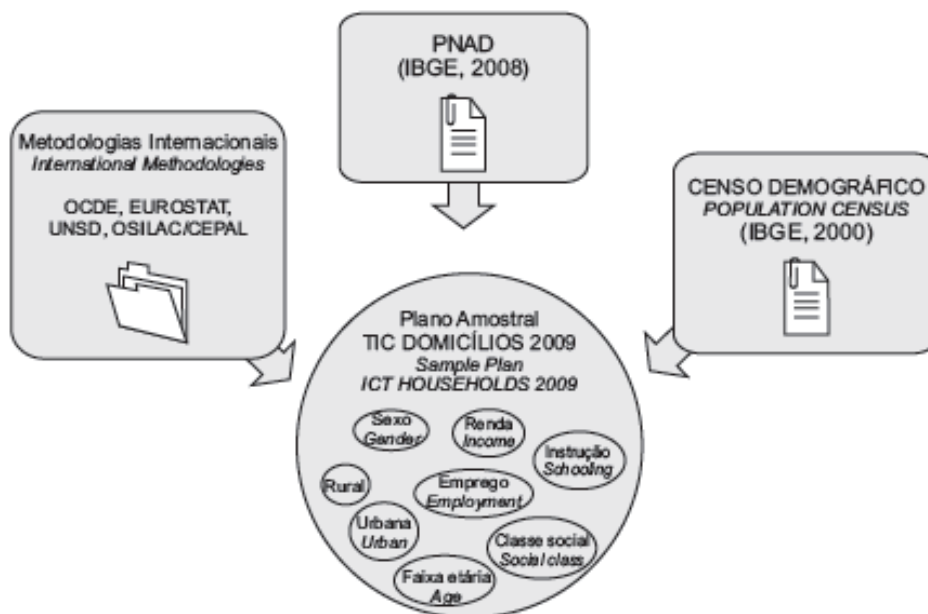 PNAD
(IBGE, 2008)
Metodologias Internacionais
International Methodologies
OCDE, EUROSTAT,
UNSD, OSILAC/CEPAL
CENSO DEMOGRÁFICO
POPULATION CENSUS
(IBGE, 2000)
Plano Amostral
TIC DOMICÍLIOS 2009
Sample Plan
ICT HOUSEHOLDS 2009
Sexo
Gender
Renda
Income
Instrução
Schooling
Rural
Emprego
Employment
Urbana
Urban
Classe social
Social class
Faixa etária
Age